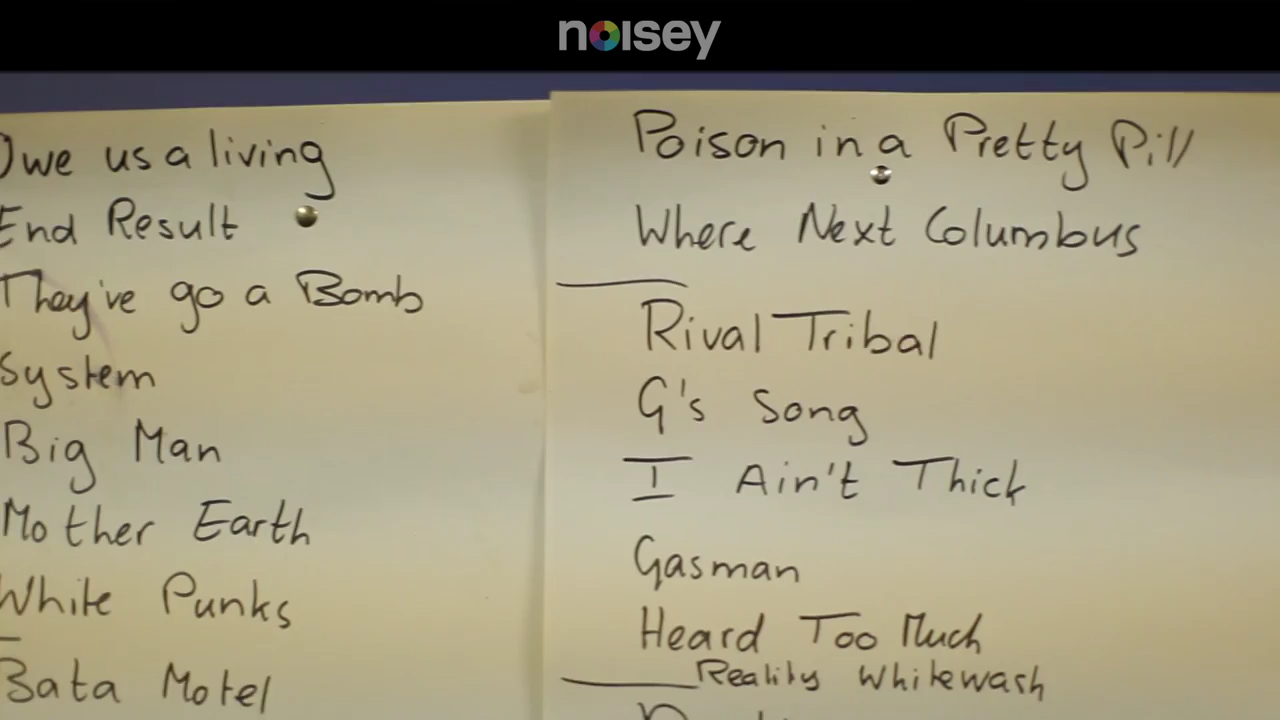 noisey
Owe us a living
End Result
They've go a Bomb
System
Big Man
Mother Earth
White Punks
Bata Motel
Poison in a Pretty Pill
Where Next Columbus
Rival Tribal
G's Song
I Ain't Thick
Gasman
Heard Too Much
Reality Whitewash